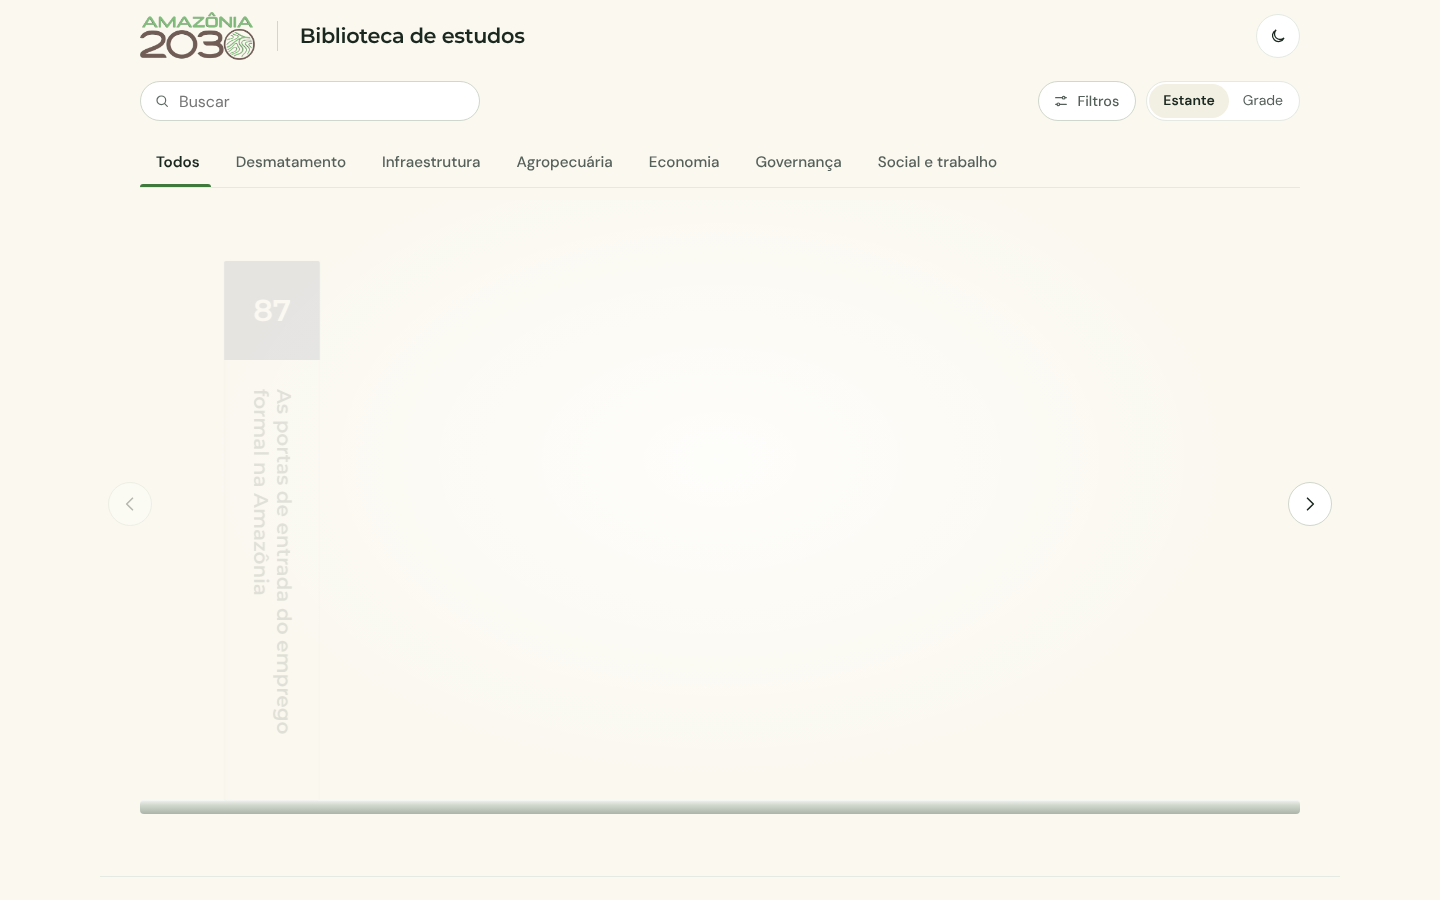 AMAZÔNIA
2030
Biblioteca de estudos
Buscar
Filtros
Estante
Grade
Todos
Desmatamento
Infraestrutura
Agropecuária
Economia
Governança
Social e trabalho
87
As portas de entrada do emprego
formal na Amazônia